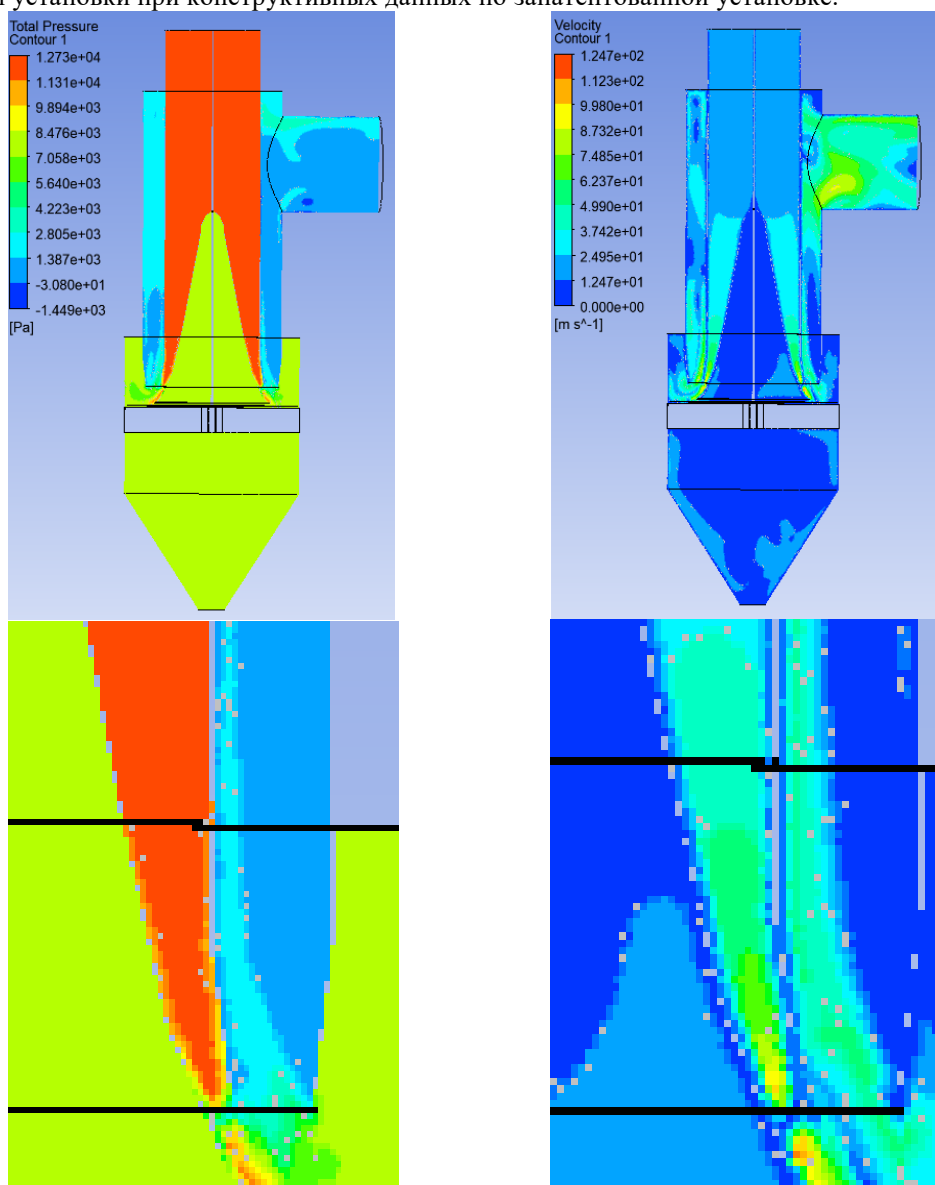 установки при конструктивных данных по запатентованной установке.
Total Pressure
Contour 1
1.273e+04
1.131e+04
9.894e+03
8.476e+03
7.058e+03
5.640e+03
4.223e+03
2.805e+03
1.387e+03
-3.080e+01
-1.449e+03
[Pa]
Velocity
Contour 1
1.247e+02
1.123e+02
9.980e+01
8.732e+01
7.485e+01
6.237e+01
4.990e+01
3.742e+01
2.495e+01
1.247e+01
0.000e+00
[m s^-1]